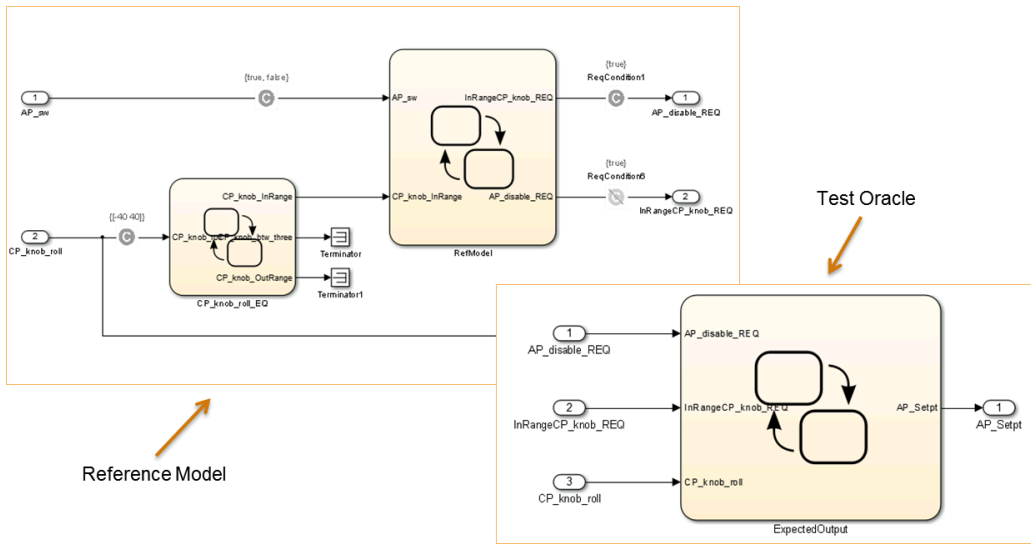 {true}
ReqCondition1
{true, false}
1
AP_sw
AP_sw
InRangeCP_knob_REQ
1
AP_disable_REQ
{true}
ReqCondition6
CP_knob_InRange
CP_knob_InRange
AP_disable_REQ
2
InRangeCP_knob_REQ
RefModel
{[-40 40]}
2
CP_knob_roll
CP_knob_btw_three
Terminator
CP_knob_OutRange
Terminator1
CP_knob_roll_EQ
Test Oracle
1
AP_disable_REQ
AP_disable_REQ
2
InRangeCP_knob_REQ
InRangeCP_knob_REQ
AP_Setpt
1
AP_Setpt
3
CP_knob_roll
CP_knob_roll
ExpectedOutput
Reference Model